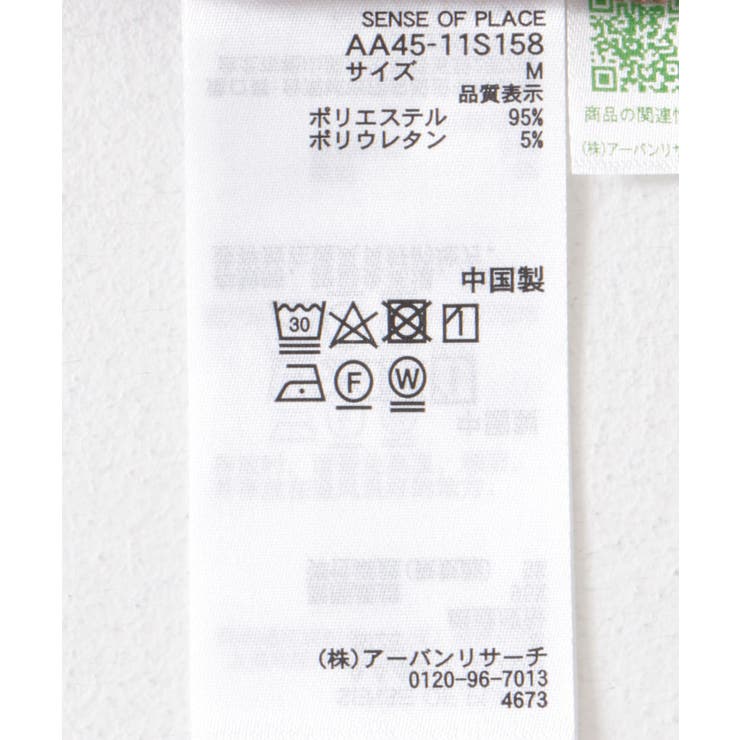 SENSE OF PLACE
AA45-11S158
サイズ M
品質表示
ポリエステル 95%
ポリウレタン 5%
中国製
30
F W
(株)アーバンリサーチ
0120-96-7013
4673
商品の関連性
(株)アーバンリサ